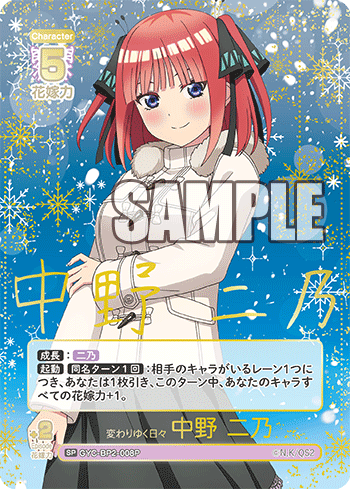 Character
5
花嫁力
SAMPLE
中野 二乃
成長:二乃
起動 同名ターン1回:相手のキャラがいるレーン1つに
つき、あなたは1枚引き、このターン中、あなたのキャラす
べての花嫁力+1。
2
Episode
花嫁力
変わりゆく日々 中野 二乃
SP GYC-BP2-008P
©N.K/QS2